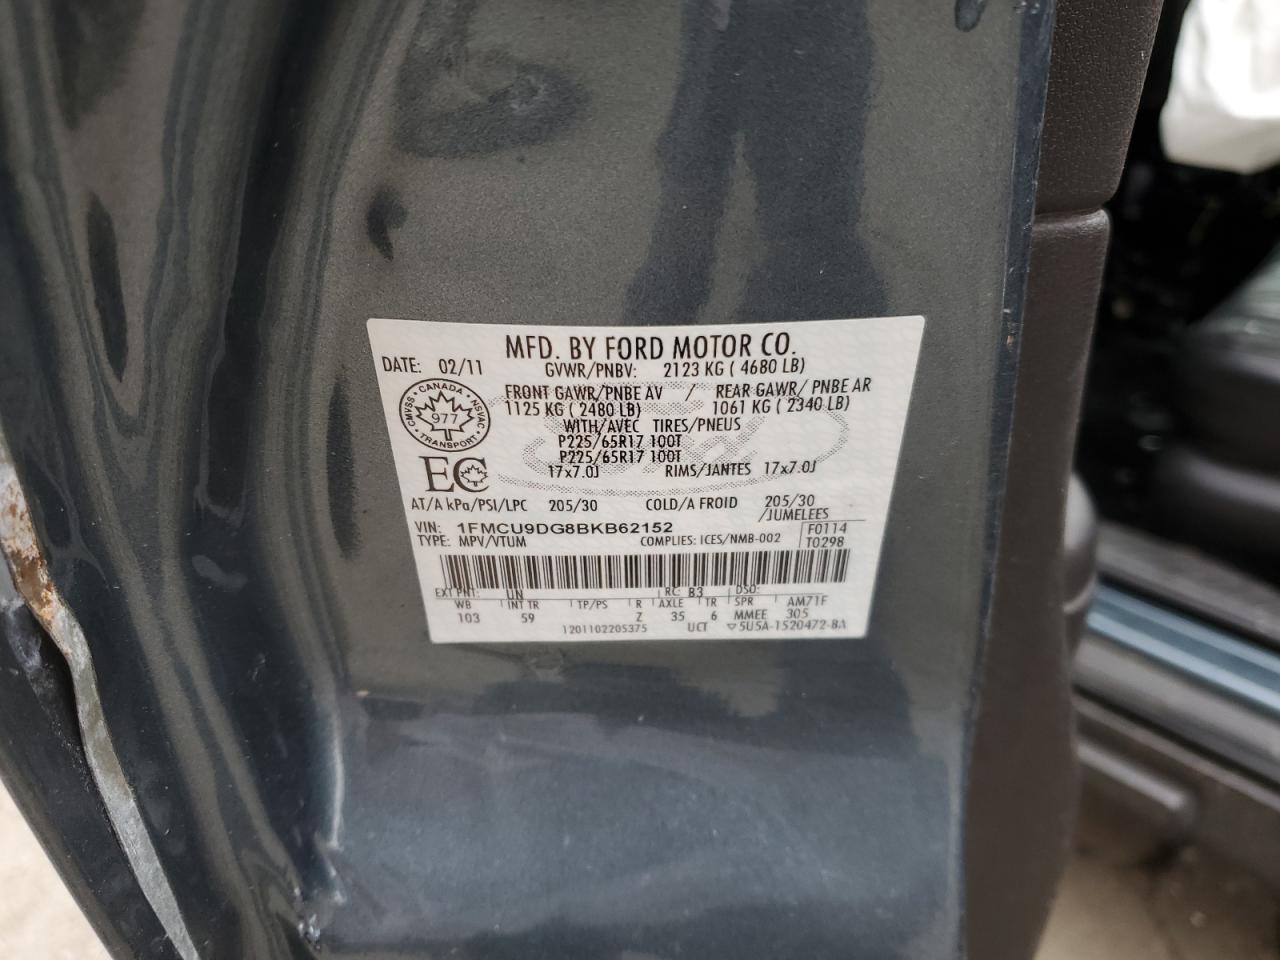 MFD. BY FORD MOTOR CO.
DATE: 02/11 GVWR/PNBV: 2123 KG ( 4680 LB)
FRONT GAWR/PNBE AV / REAR GAWR/ PNBE AR
1125 KG ( 2480 LB) 1061 KG ( 2340 LB)
WITH/AVEC TIRES/PNEUS
P225/65R17 100T
P225/65R17 100T
17x7.0J RIMS/JANTES 17x7.0J
CANADA
CMVSS 977 NSVAC
TRANSPORT
EC
AT/A kPa/PSI/LPC 205/30 COLD/A FROID 205/30
/JUMELEES
VIN: 1FMCU9DG8BKB62152 F0114
TYPE: MPV/VTUM COMPLIES: ICES/NMB-002 T0298
EXT PNT: UN RC: B3 DSO:
WB INT TR TP/PS R AXLE TR SPR AM71F
103 59 Z 35 6 MMEE 305
1201102205375 UCT ▽5U5A-1520472-BA